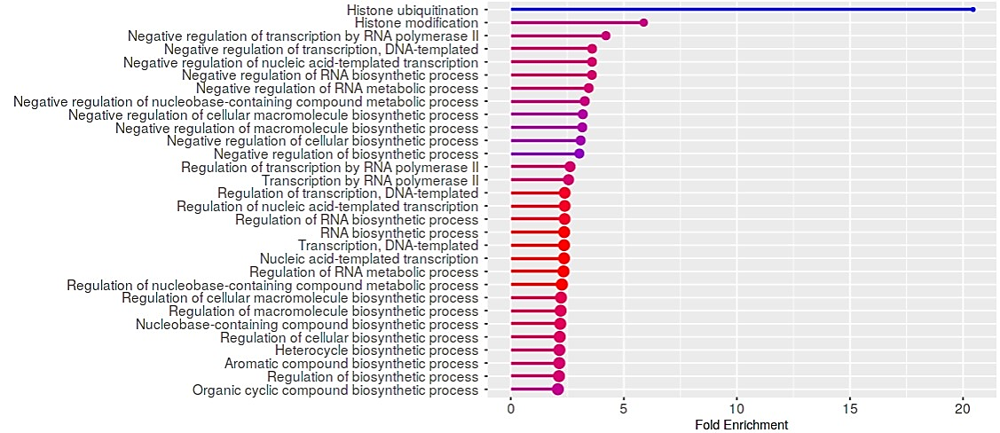 Histone ubiquitination
Histone modification
Negative regulation of transcription by RNA polymerase II
Negative regulation of transcription, DNA-templated
Negative regulation of nucleic acid-templated transcription
Negative regulation of RNA biosynthetic process
Negative regulation of RNA metabolic process
Negative regulation of nucleobase-containing compound metabolic process
Negative regulation of cellular macromolecule biosynthetic process
Negative regulation of macromolecule biosynthetic process
Negative regulation of cellular biosynthetic process
Negative regulation of biosynthetic process
Regulation of transcription by RNA polymerase II
Transcription by RNA polymerase II
Regulation of transcription, DNA-templated
Regulation of nucleic acid-templated transcription
Regulation of RNA biosynthetic process
RNA biosynthetic process
Transcription, DNA-templated
Nucleic acid-templated transcription
Regulation of RNA metabolic process
Regulation of nucleobase-containing compound metabolic process
Regulation of cellular macromolecule biosynthetic process
Regulation of macromolecule biosynthetic process
Nucleobase-containing compound biosynthetic process
Regulation of cellular biosynthetic process
Heterocycle biosynthetic process
Aromatic compound biosynthetic process
Regulation of biosynthetic process
Organic cyclic compound biosynthetic process
0 5 10 15 20
Fold Enrichment